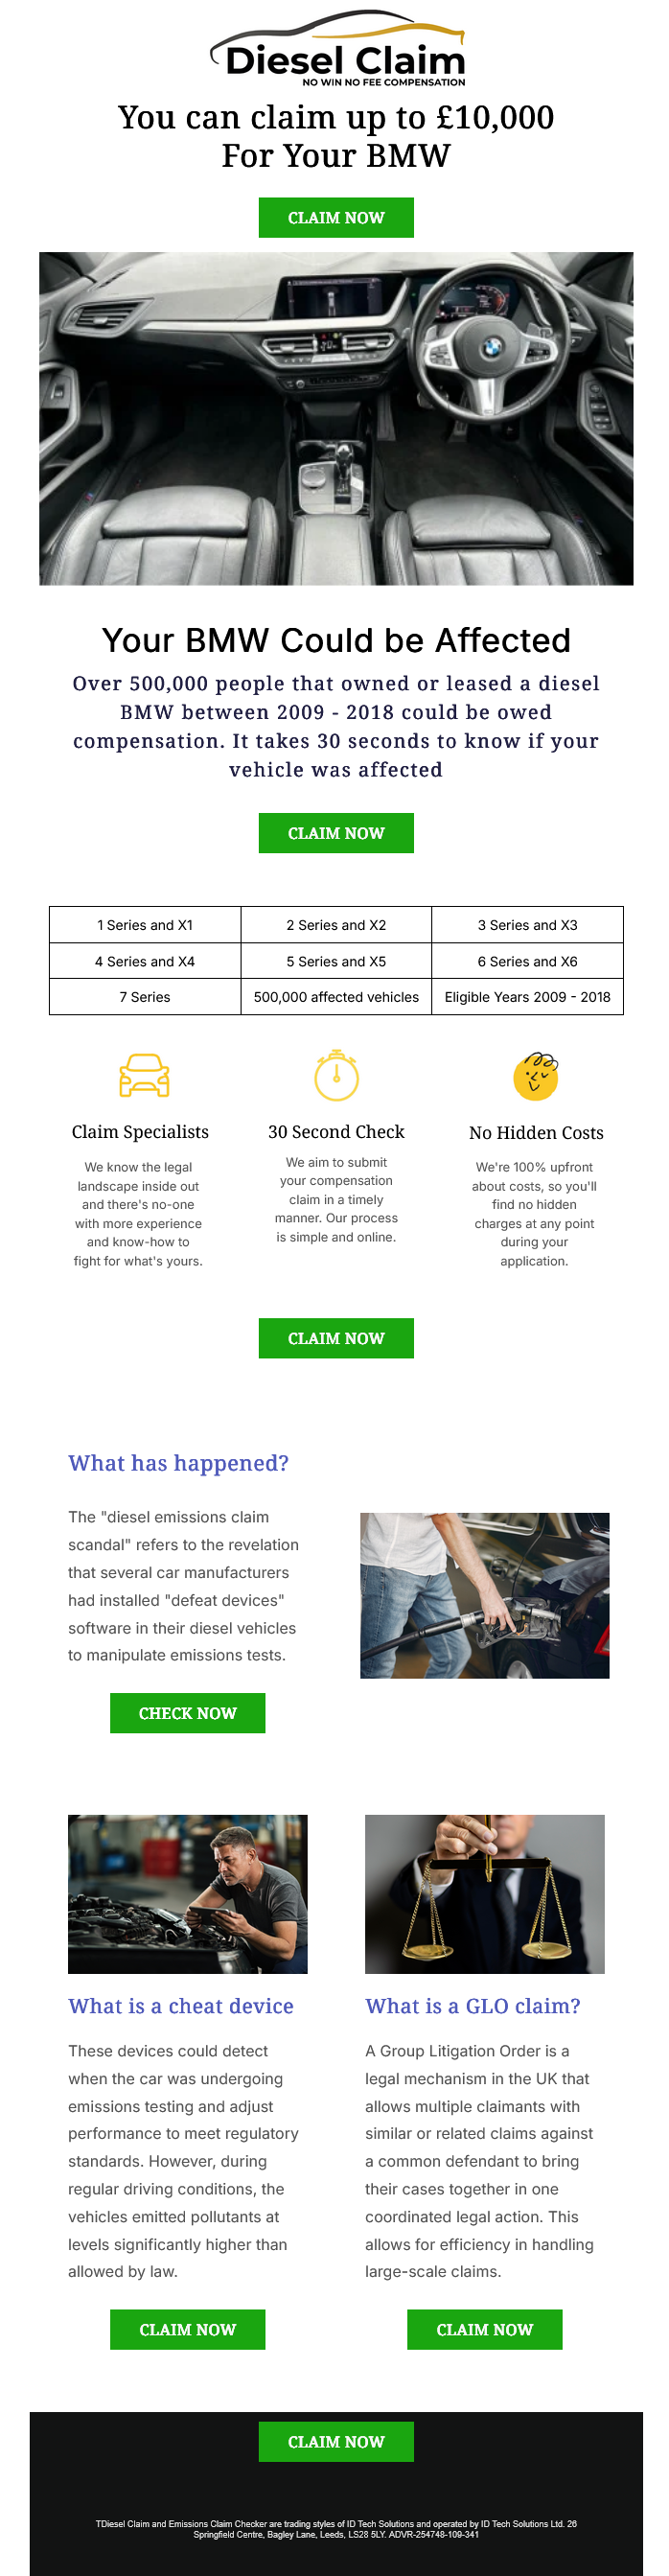 Diesel Claim
NO WIN NO FEE COMPENSATION
You can claim up to £10,000
For Your BMW
CLAIM NOW
Your BMW Could be Affected
Over 500,000 people that owned or leased a diesel
BMW between 2009 - 2018 could be owed
compensation. It takes 30 seconds to know if your
vehicle was affected
CLAIM NOW
1 Series and X1
2 Series and X2
3 Series and X3
4 Series and X4
5 Series and X5
6 Series and X6
7 Series
500,000 affected vehicles
Eligible Years 2009 - 2018
Claim Specialists
We know the legal
landscape inside out
and there's no-one
with more experience
and know-how to
fight for what's yours.
30 Second Check
We aim to submit
your compensation
claim in a timely
manner. Our process
is simple and online.
No Hidden Costs
We're 100% upfront
about costs, so you'll
find no hidden
charges at any point
during your
application.
CLAIM NOW
What has happened?
The "diesel emissions claim
scandal" refers to the revelation
that several car manufacturers
had installed "defeat devices"
software in their diesel vehicles
to manipulate emissions tests.
CHECK NOW
What is a cheat device
These devices could detect
when the car was undergoing
emissions testing and adjust
performance to meet regulatory
standards. However, during
regular driving conditions, the
vehicles emitted pollutants at
levels significantly higher than
allowed by law.
CLAIM NOW
What is a GLO claim?
A Group Litigation Order is a
legal mechanism in the UK that
allows multiple claimants with
similar or related claims against
a common defendant to bring
their cases together in one
coordinated legal action. This
allows for efficiency in handling
large-scale claims.
CLAIM NOW
CLAIM NOW
TDiesel Claim and Emissions Claim Checker are trading styles of ID Tech Solutions and operated by ID Tech Solutions Ltd. 26
Springfield Centre, Bagley Lane, Leeds, LS28 5LY. ADVR-254748-109-341